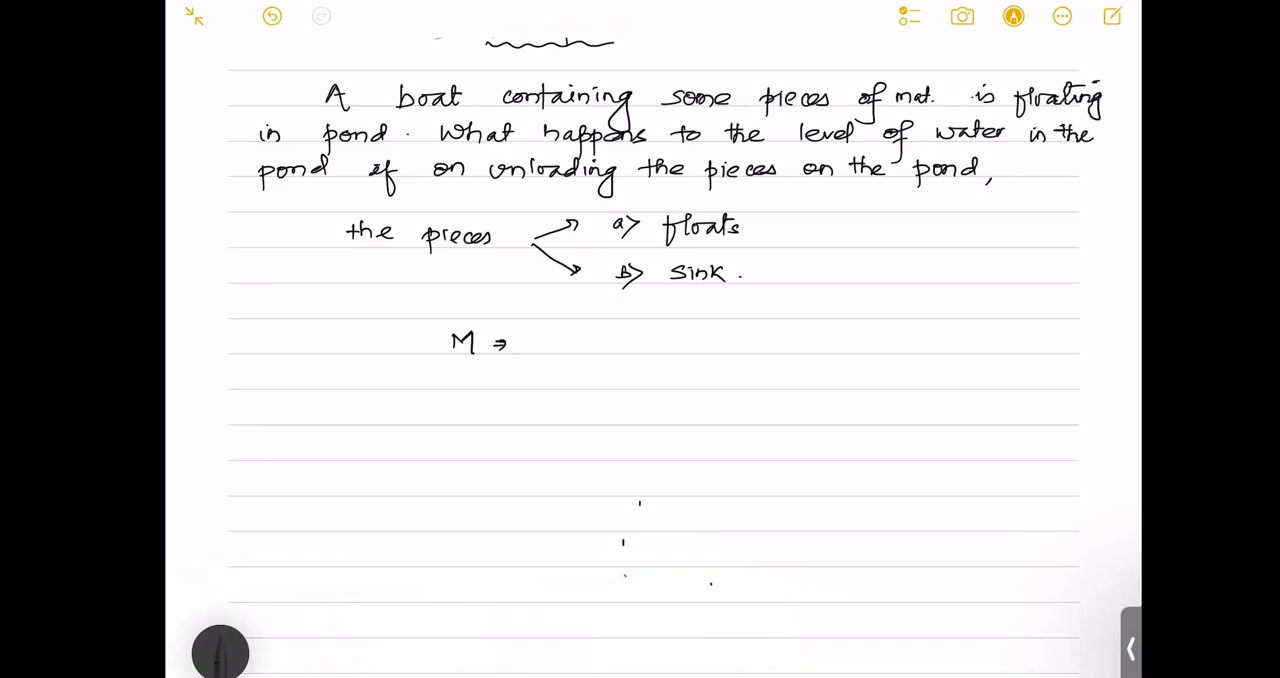 A boat containing some pieces of mat. is floating
in pond. What happens to the level of water in the
pond if on unloading the pieces on the pond,
the pieces a> floats
b> sink.
M ⇒